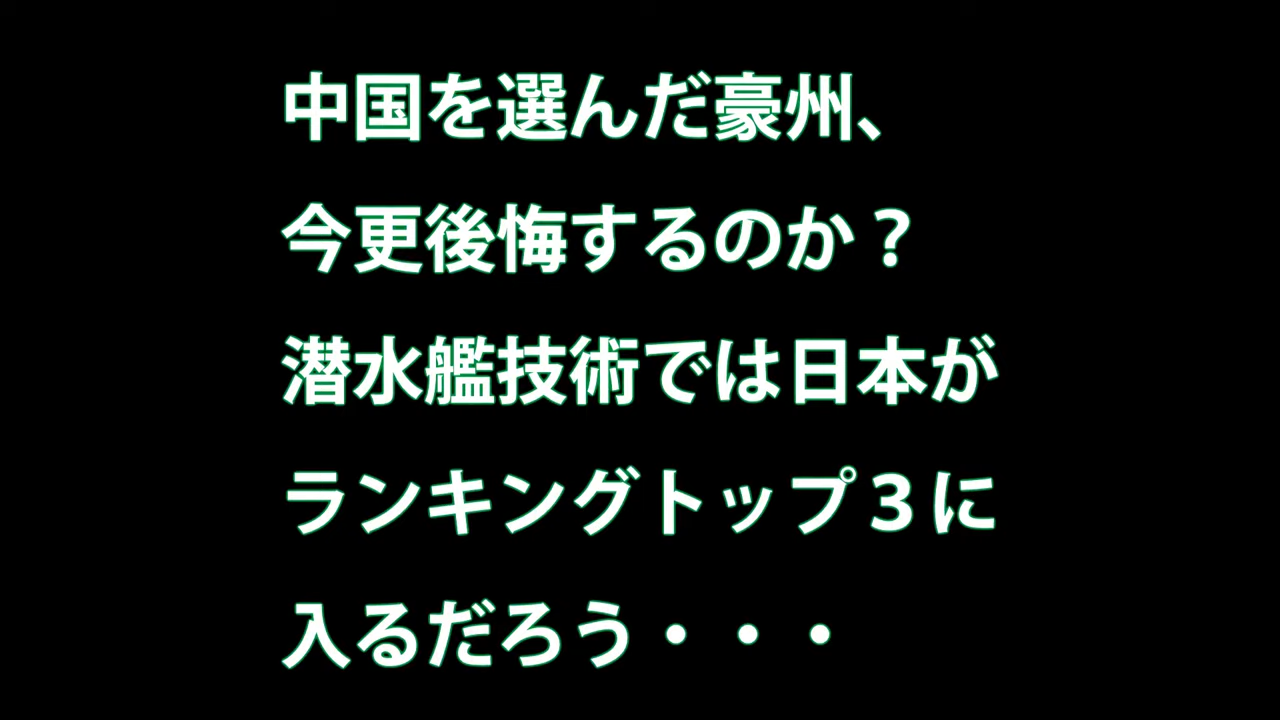 中国を選んだ豪州、
今更後悔するのか？
潜水艦技術では日本が
ランキングトップ３に
入るだろう・・・